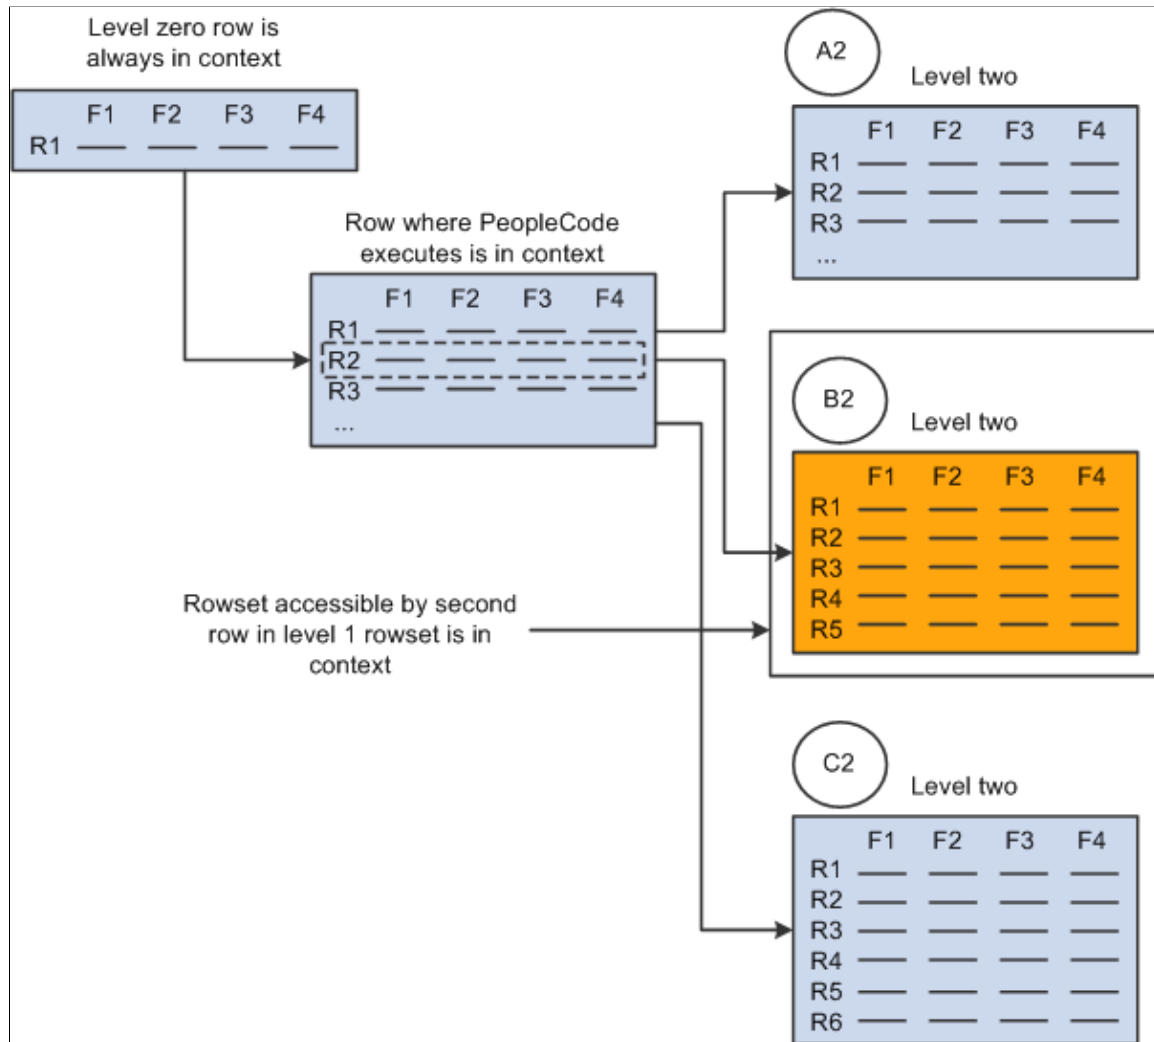 Level zero row is
always in context
F1 F2 F3 F4
R1
Row where PeopleCode
executes is in context
F1 F2 F3 F4
R1
R2
R3
...
A2
Level two
F1 F2 F3 F4
R1
R2
R3
...
B2
Level two
F1 F2 F3 F4
R1
R2
R3
R4
R5
Rowset accessible by second
row in level 1 rowset is in
context
C2
Level two
F1 F2 F3 F4
R1
R2
R3
R4
R5
R6